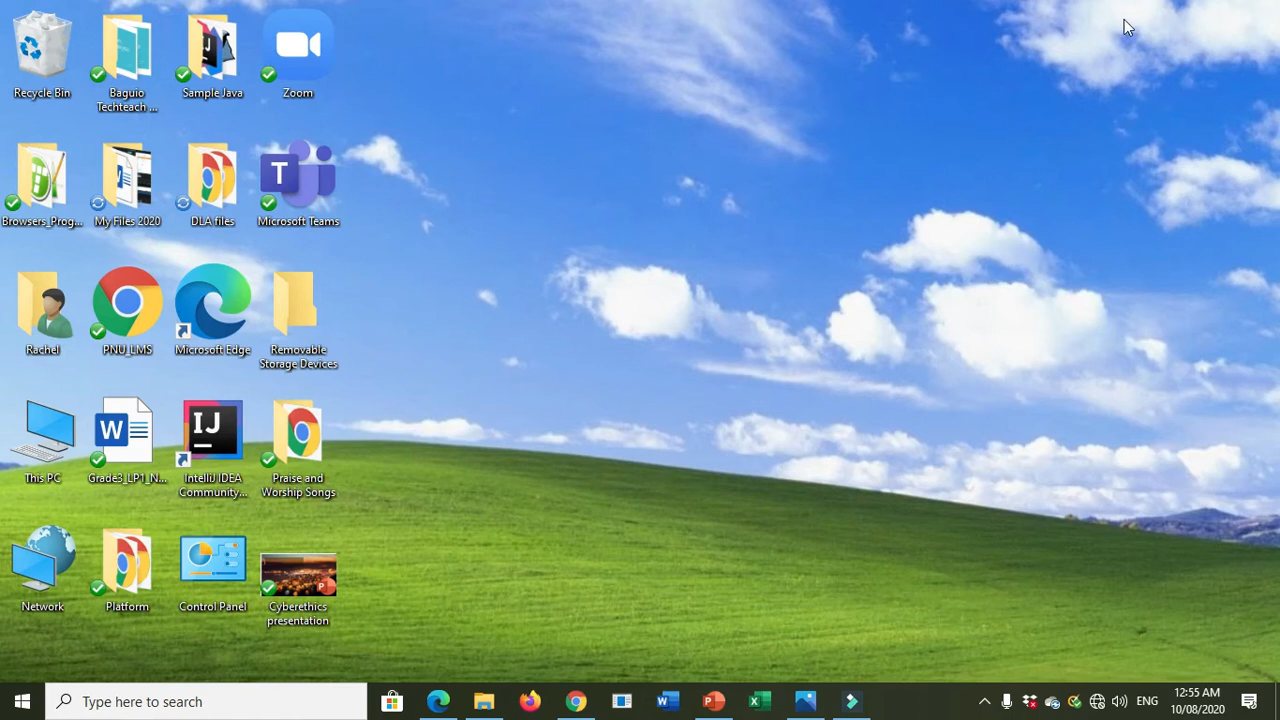 Recycle Bin
Baguio
Techteach ...
Sample Java
Zoom
Browsers_Prog...
My Files 2020
DLA files
T
Microsoft Teams
Rachel
PNU_LMS
Microsoft Edge
Removable
Storage Devices
W
IJ
This PC
Grade3_LP1_N...
IntelliJ IDEA
Community...
Praise and
Worship Songs
Network
Platform
Control Panel
Cyberethics
presentation
Type here to search
ENG
12:55 AM
10/08/2020